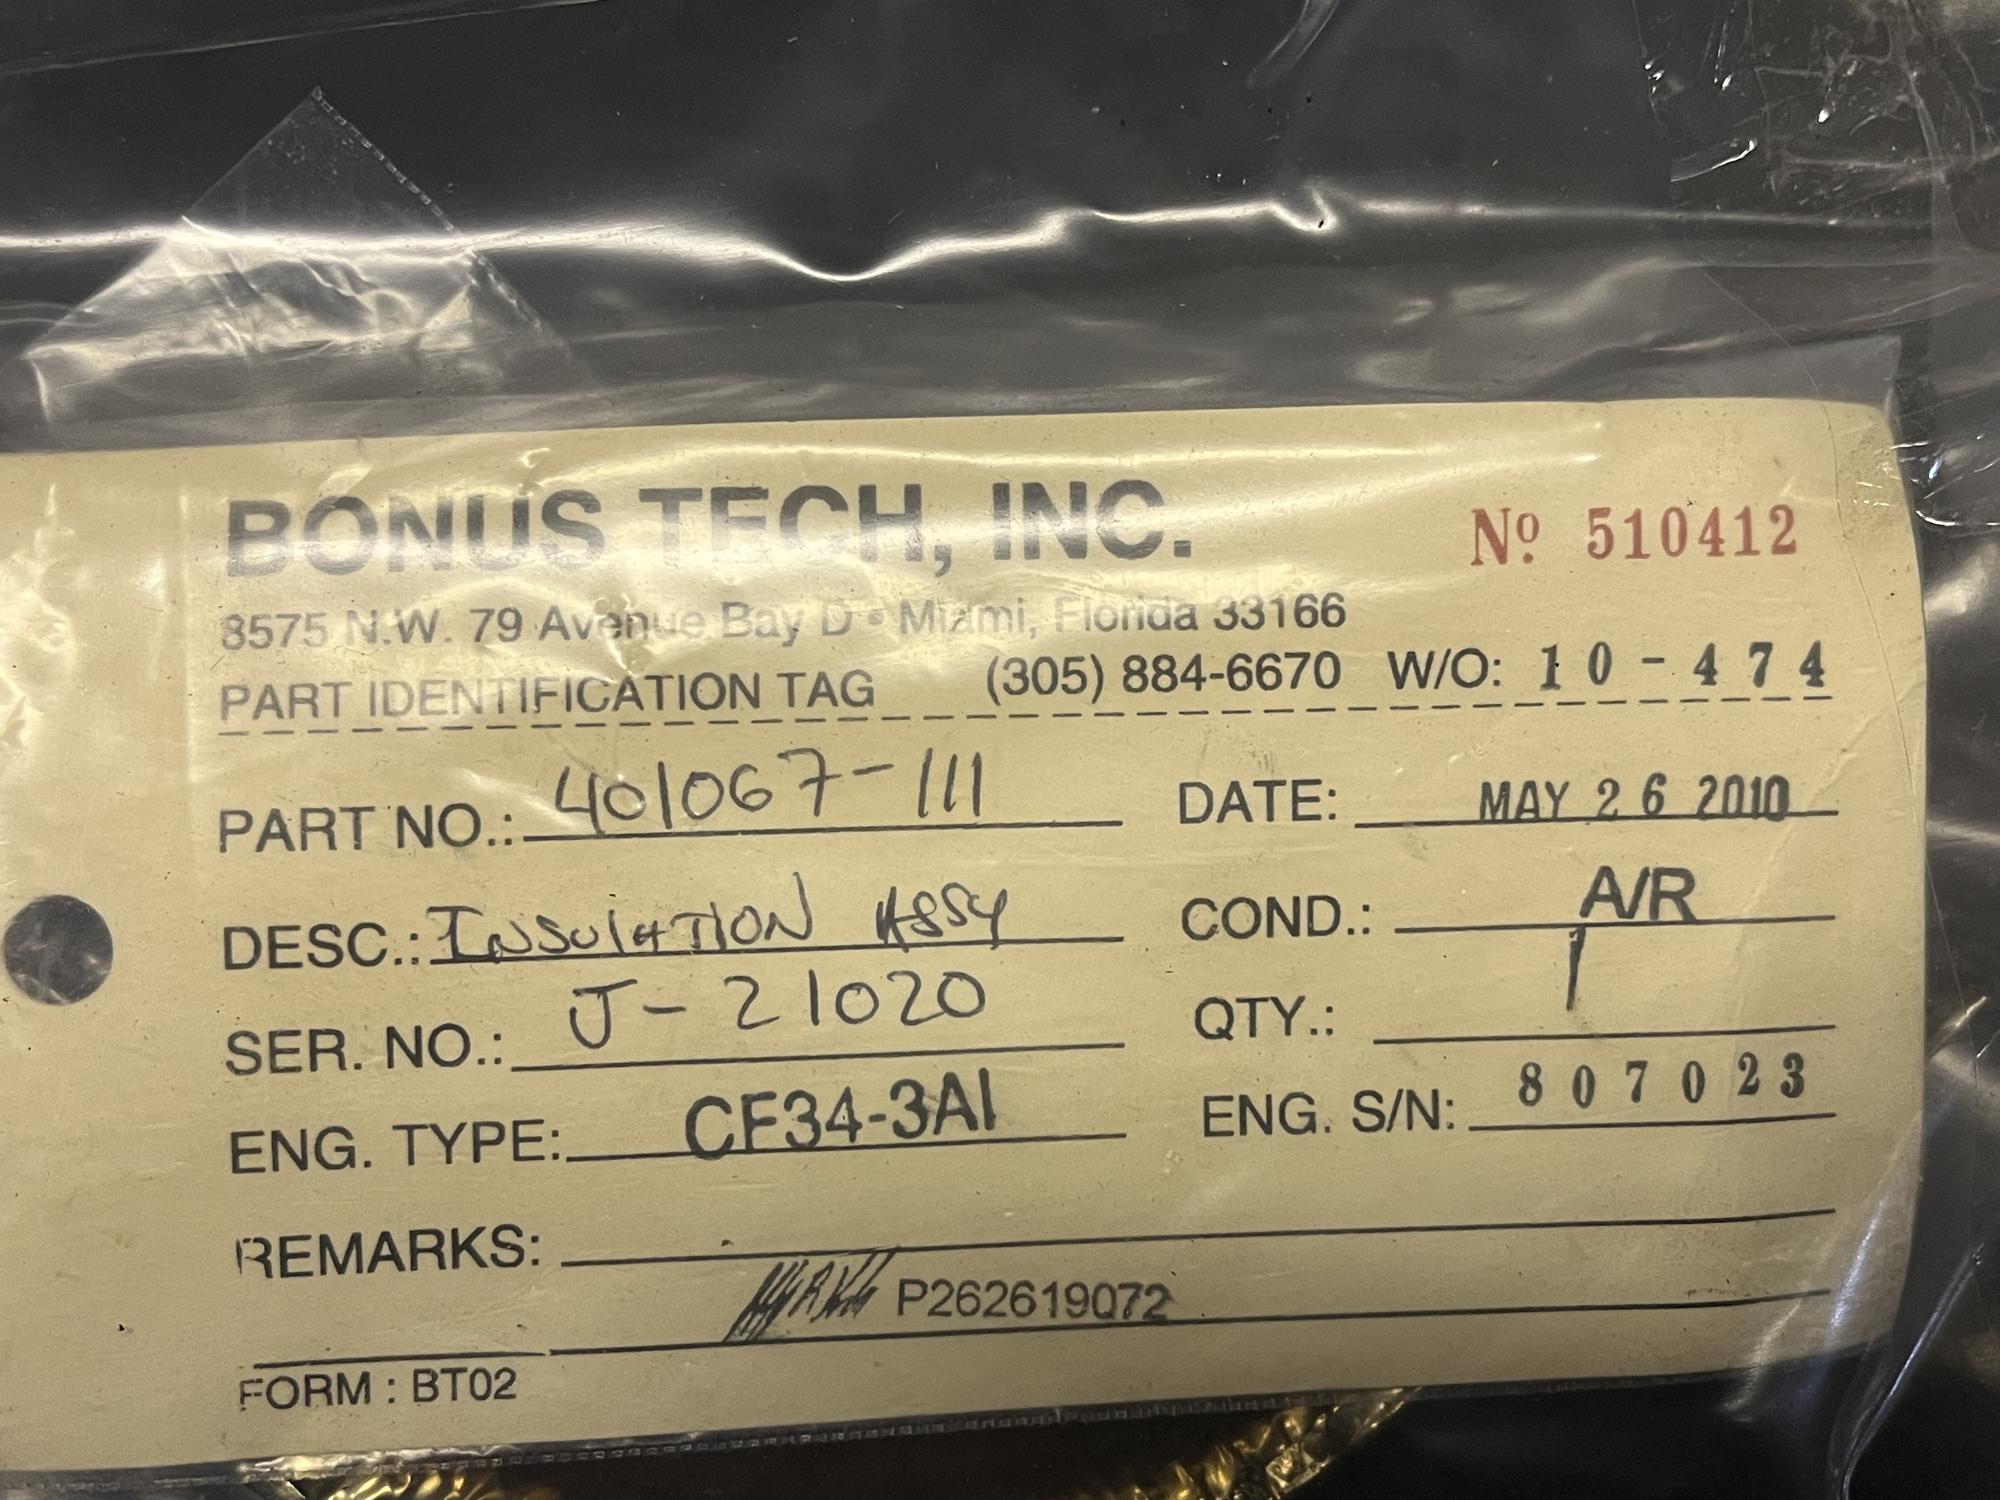 BONUS TECH, INC.
Nº 510412
8575 N.W. 79 Avenue Bay D • Miami, Florida 33166
PART IDENTIFICATION TAG (305) 884-6670 W/O: 10-474
PART NO.: 401067-111 DATE: MAY 26 2010
DESC.: INSULATION ASSY COND.: A/R
SER. NO.: J-21020 QTY.: 1
ENG. TYPE: CF34-3A1 ENG. S/N: 807023
REMARKS:
P262619072
FORM : BT02